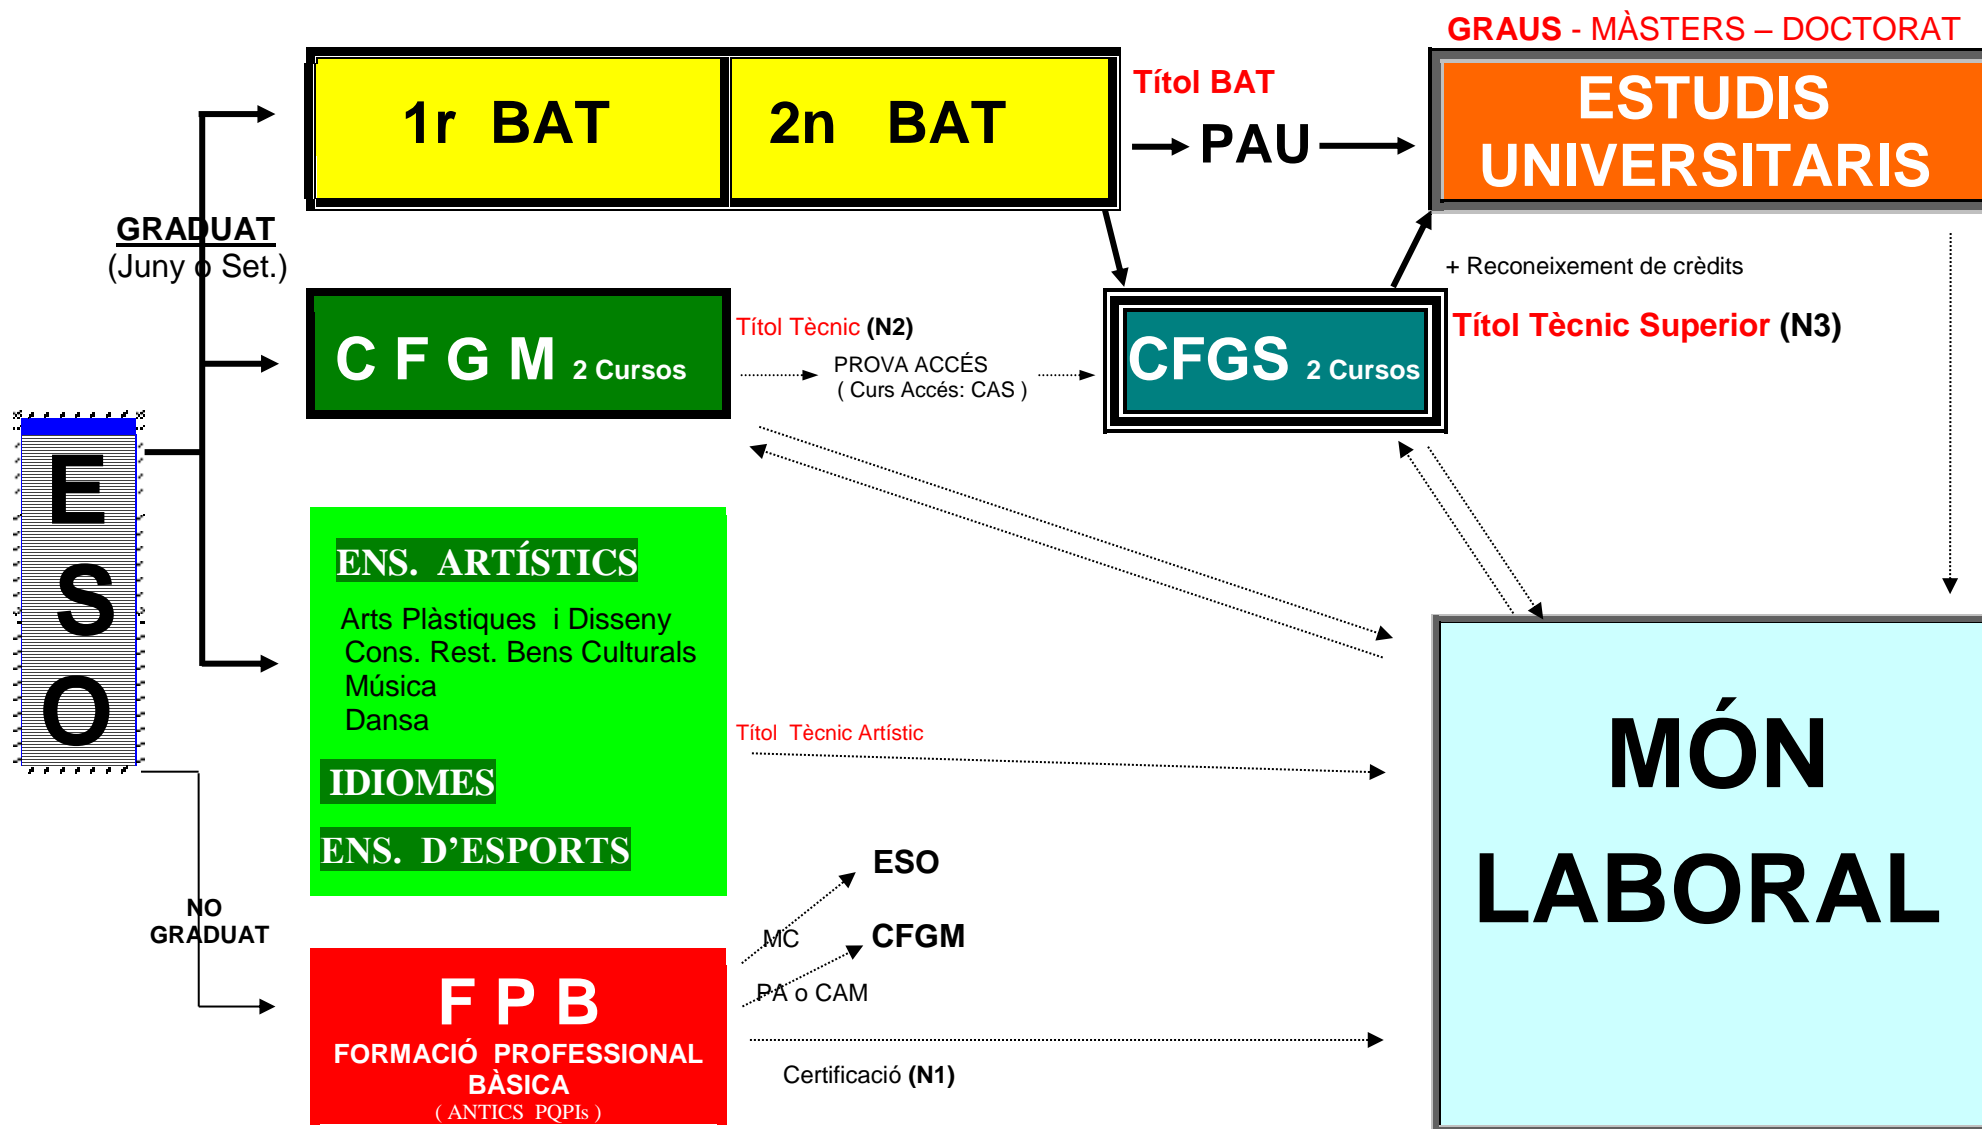 GRAUS - MÀSTERS – DOCTORAT
1r BAT
2n BAT
Títol BAT
PAU
ESTUDIS
UNIVERSITARIS
GRADUAT
(Juny o Set.)
+ Reconeixement de crèdits
C F G M 2 Cursos
Títol Tècnic (N2)
PROVA ACCÉS
( Curs Accés: CAS )
CFGS 2 Cursos
Títol Tècnic Superior (N3)
E
S
O
ENS. ARTÍSTICS
Arts Plàstiques i Disseny
Cons. Rest. Bens Culturals
Música
Dansa
IDIOMES
ENS. D’ESPORTS
Títol Tècnic Artístic
MÓN
LABORAL
NO
GRADUAT
ESO
MC
CFGM
PA o CAM
F P B
FORMACIÓ PROFESSIONAL
BÀSICA
( ANTICS PQPIs )
Certificació (N1)